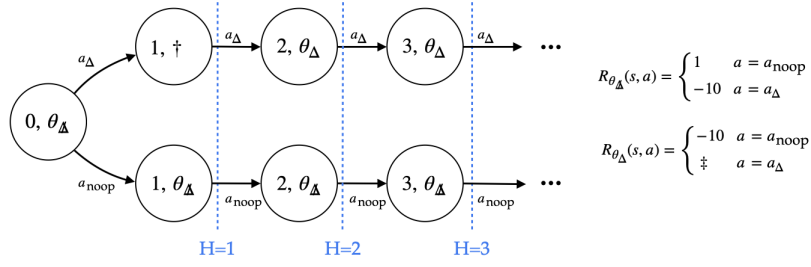 a_Δ
1, †
a_Δ
2, θ_Δ
a_Δ
3, θ_Δ
a_Δ
...
0, θ_Δ̸
a_noop
1, θ_Δ̸
a_noop
2, θ_Δ̸
a_noop
3, θ_Δ̸
a_noop
...
H=1
H=2
H=3
R_θ_Δ̸(s, a) = { 1 a = a_noop
−10 a = a_Δ
R_θ_Δ(s, a) = { −10 a = a_noop
‡ a = a_Δ